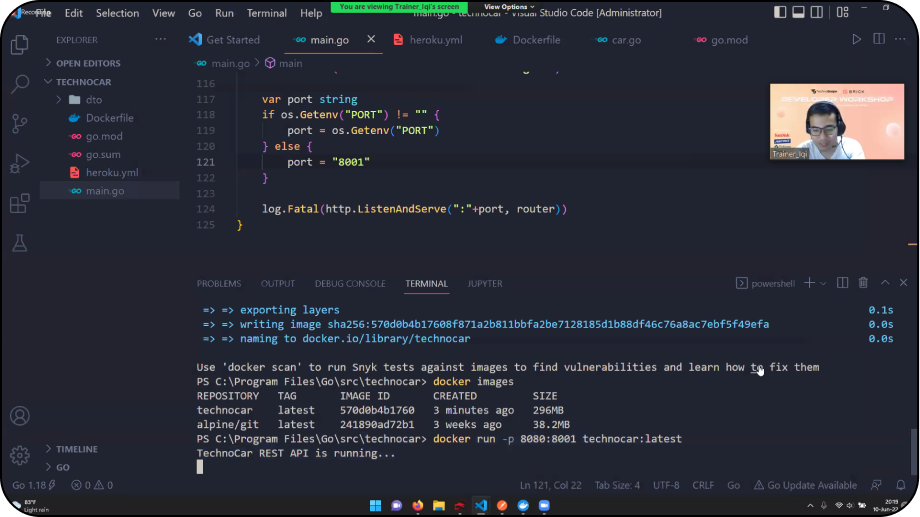 You are viewing Trainer_Iqi's screen
View Options
File Edit Selection View Go Run Terminal Help
main.go - technocar - Visual Studio Code [Administrator]
EXPLORER
Get Started
main.go
heroku.yml
Dockerfile
car.go
go.mod
OPEN EDITORS
TECHNOCAR
dto
Dockerfile
go.mod
go.sum
heroku.yml
main.go
TIMELINE
GO
main.go > main
116
117 var port string
118 if os.Getenv("PORT") != "" {
119 port = os.Getenv("PORT")
120 } else {
121 port = "8001"
122 }
123
124 log.Fatal(http.ListenAndServe(":"+port, router))
125 }
DEVELOPER WORKSHOP
Trainer_Iqi
PROBLEMS OUTPUT DEBUG CONSOLE TERMINAL JUPYTER
powershell
=> => exporting layers 0.1s
=> => writing image sha256:570d0b4b17608f871a2b811bbfa2be7128185d1b88df46c76a8ac7ebf5f49efa 0.0s
=> => naming to docker.io/library/technocar 0.0s
Use 'docker scan' to run Snyk tests against images to find vulnerabilities and learn how to fix them
PS C:\Program Files\Go\src\technocar> docker images
REPOSITORY TAG IMAGE ID CREATED SIZE
technocar latest 570d0b4b1760 3 minutes ago 296MB
alpine/git latest 241890ad72b1 3 weeks ago 38.2MB
PS C:\Program Files\Go\src\technocar> docker run -p 8080:8001 technocar:latest
TechnoCar REST API is running...
Go 1.18 0 0
Ln 121, Col 22 Tab Size: 4 UTF-8 CRLF Go Go Update Available
83°F
Light rain
20:19